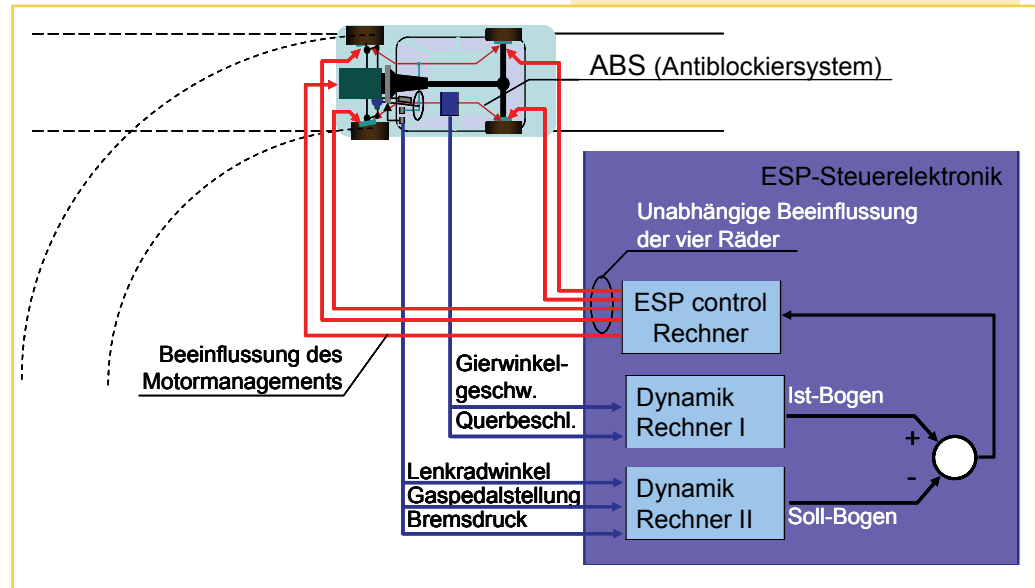 ABS (Antiblockiersystem)
ESP-Steuerelektronik
Unabhängige Beeinflussung
der vier Räder
ESP control
Rechner
Beeinflussung des
Motormanagements
Gierwinkel-
geschw.
Querbeschl.
Dynamik
Rechner I
Ist-Bogen
+
Lenkradwinkel
Gaspedalstellung
Bremsdruck
Dynamik
Rechner II
-
Soll-Bogen